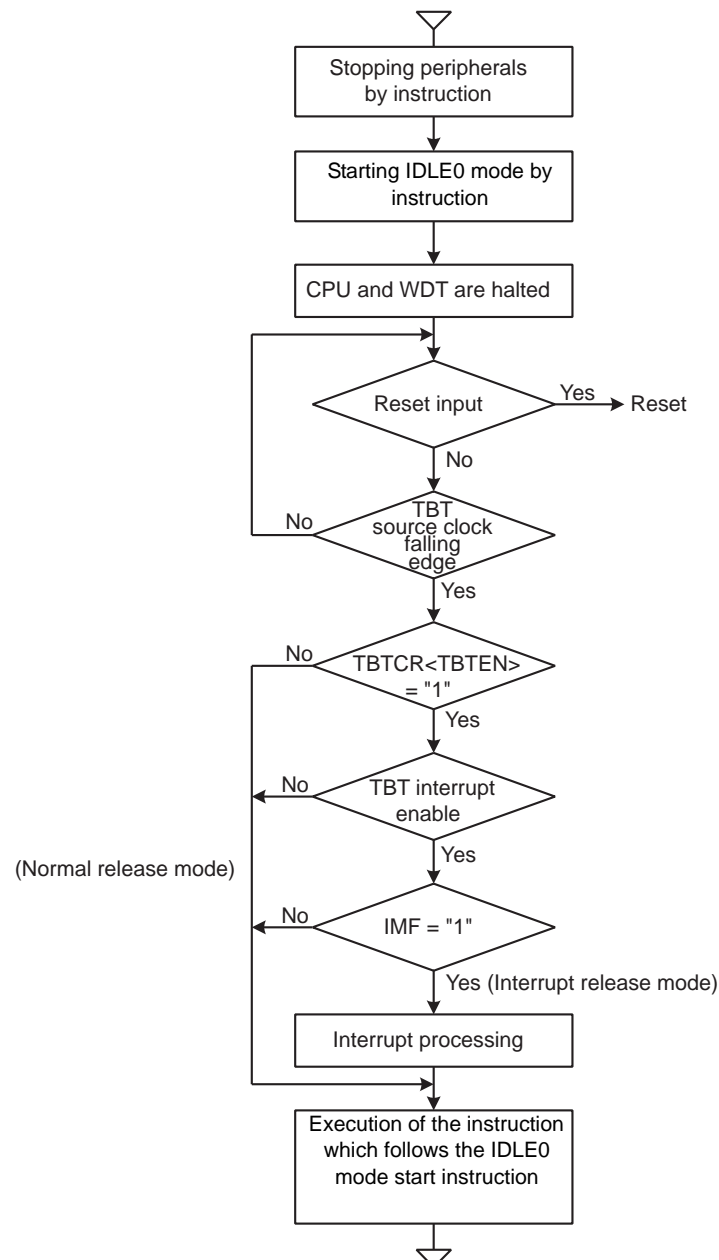 Stopping peripherals
by instruction
Starting IDLE0 mode by
instruction
CPU and WDT are halted
Reset input
Yes
Reset
No
No
TBT
source clock
falling
edge
Yes
No
TBTCR<TBTEN>
= "1"
Yes
No
TBT interrupt
enable
(Normal release mode)
Yes
No
IMF = "1"
Yes (Interrupt release mode)
Interrupt processing
Execution of the instruction
which follows the IDLE0
mode start instruction